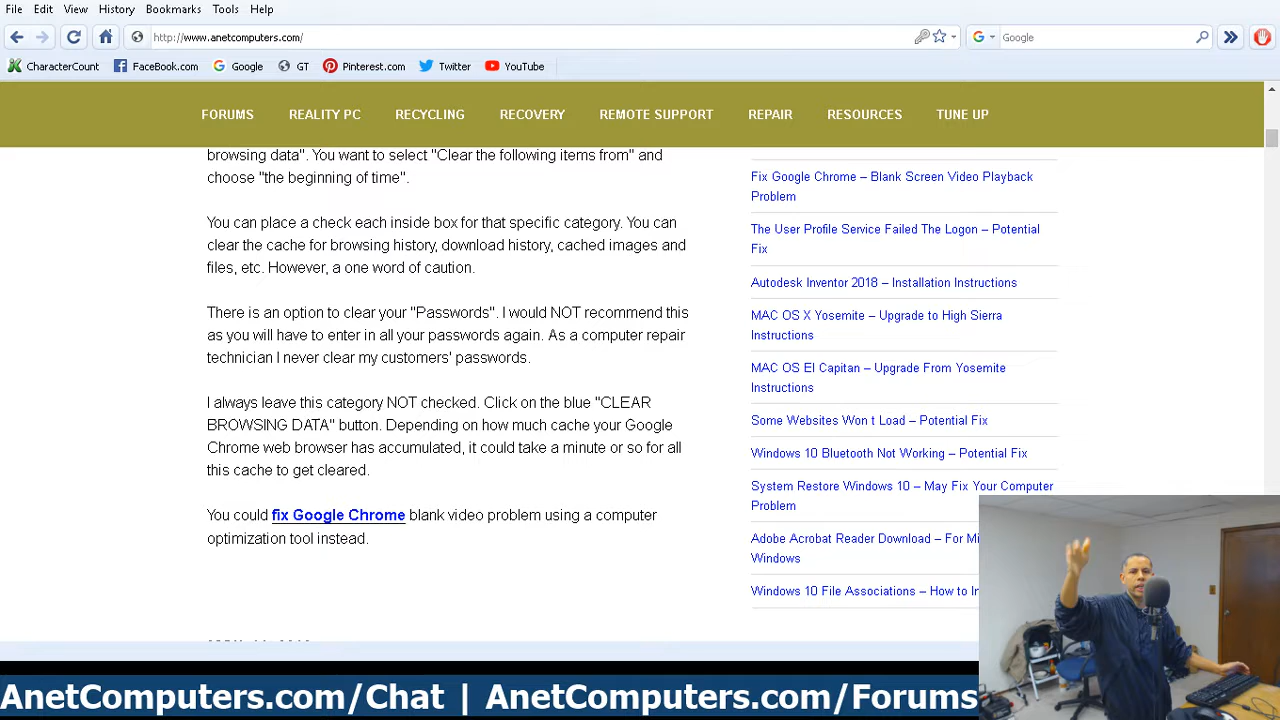 File Edit View History Bookmarks Tools Help
http://www.anetcomputers.com/ Google
CharacterCount FaceBook.com Google GT Pinterest.com Twitter YouTube
FORUMS REALITY PC RECYCLING RECOVERY REMOTE SUPPORT REPAIR RESOURCES TUNE UP
browsing data". You want to select "Clear the following items from" and
choose "the beginning of time".
You can place a check each inside box for that specific category. You can
clear the cache for browsing history, download history, cached images and
files, etc. However, a one word of caution.
There is an option to clear your "Passwords". I would NOT recommend this
as you will have to enter in all your passwords again. As a computer repair
technician I never clear my customers' passwords.
I always leave this category NOT checked. Click on the blue "CLEAR
BROWSING DATA" button. Depending on how much cache your Google
Chrome web browser has accumulated, it could take a minute or so for all
this cache to get cleared.
You could fix Google Chrome blank video problem using a computer
optimization tool instead.
Fix Google Chrome – Blank Screen Video Playback
Problem
The User Profile Service Failed The Logon – Potential
Fix
Autodesk Inventor 2018 – Installation Instructions
MAC OS X Yosemite – Upgrade to High Sierra
Instructions
MAC OS El Capitan – Upgrade From Yosemite
Instructions
Some Websites Won t Load – Potential Fix
Windows 10 Bluetooth Not Working – Potential Fix
System Restore Windows 10 – May Fix Your Computer
Problem
Adobe Acrobat Reader Download – For
Windows
Windows 10 File Associations – How to
AnetComputers.com/Chat | AnetComputers.com/Forums